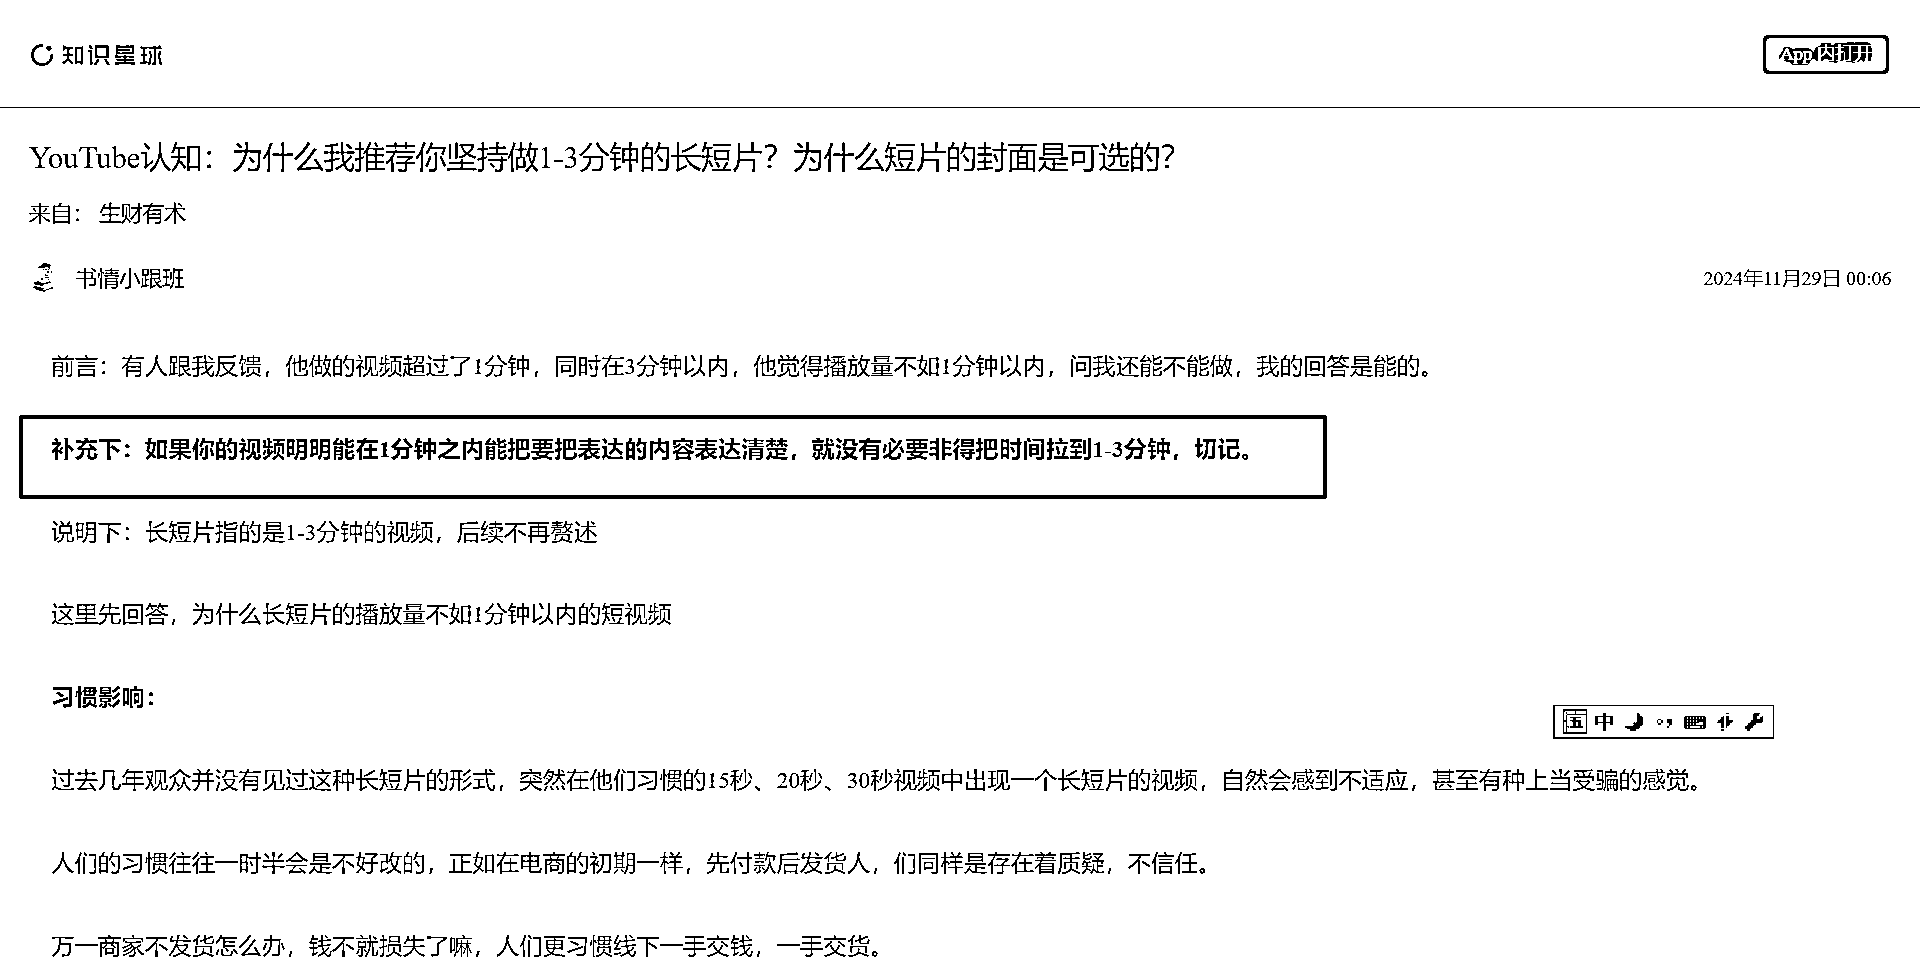 知识星球
App内打开
YouTube认知：为什么我推荐你坚持做1-3分钟的长短片？为什么短片的封面是可选的？
来自： 生财有术
书情小跟班
2024年11月29日 00:06
前言：有人跟我反馈，他做的视频超过了1分钟，同时在3分钟以内，他觉得播放量不如1分钟以内，问我还能不能做，我的回答是能的。
补充下：如果你的视频明明能在1分钟之内能把要把表达的内容表达清楚，就没有必要非得把时间拉到1-3分钟，切记。
说明下：长短片指的是1-3分钟的视频，后续不再赘述
这里先回答，为什么长短片的播放量不如1分钟以内的短视频
习惯影响：
五 中
过去几年观众并没有见过这种长短片的形式，突然在他们习惯的15秒、20秒、30秒视频中出现一个长短片的视频，自然会感到不适应，甚至有种上当受骗的感觉。
人们的习惯往往一时半会是不好改的，正如在电商的初期一样，先付款后发货人，们同样是存在着质疑，不信任。
万一商家不发货怎么办，钱不就损失了嘛，人们更习惯线下一手交钱，一手交货。